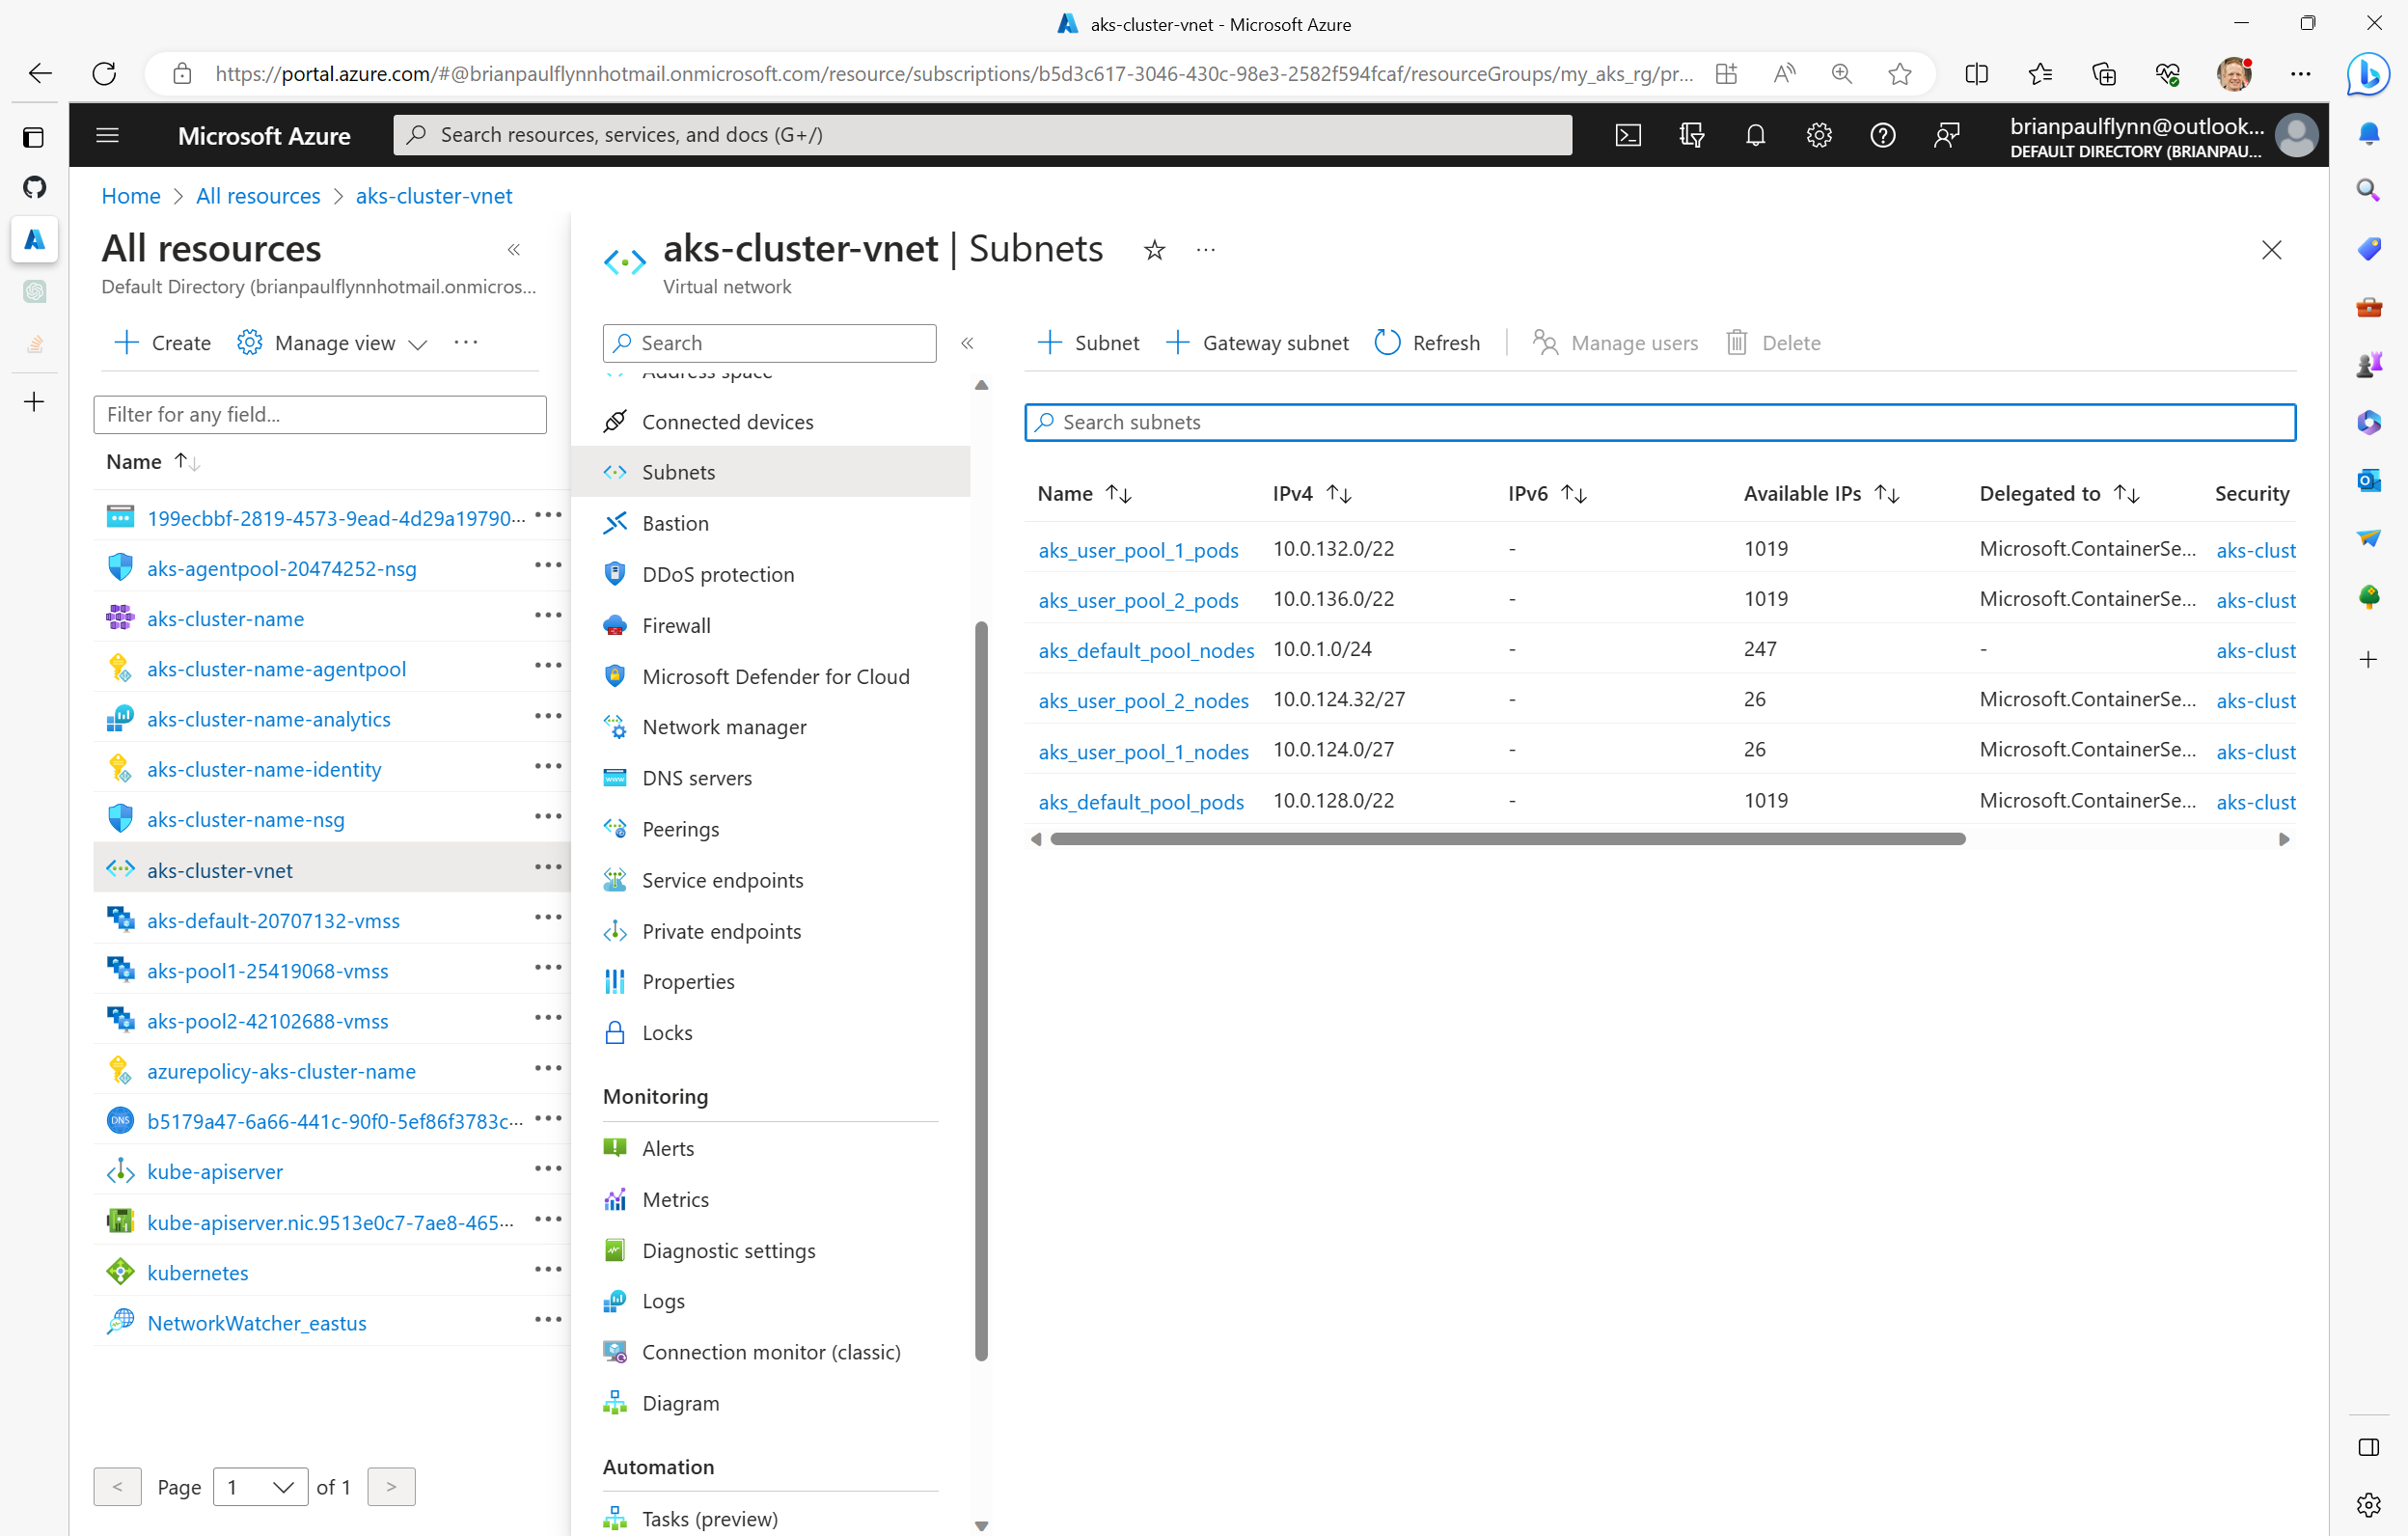 aks-cluster-vnet - Microsoft Azure
https://portal.azure.com/#@brianpaulflynnhotmail.onmicrosoft.com/resource/subscriptions/b5d3c617-3046-430c-98e3-2582f594fcaf/resourceGroups/my_aks_rg/pr...
Microsoft Azure
Search resources, services, and docs (G+/)
brianpaulflynn@outlook...
DEFAULT DIRECTORY (BRIANPAU...
Home > All resources > aks-cluster-vnet
All resources
Default Directory (brianpaulflynnhotmail.onmicros...
Create Manage view ...
Filter for any field...
Name
199ecbbf-2819-4573-9ead-4d29a19790...
aks-agentpool-20474252-nsg
aks-cluster-name
aks-cluster-name-agentpool
aks-cluster-name-analytics
aks-cluster-name-identity
aks-cluster-name-nsg
aks-cluster-vnet
aks-default-20707132-vmss
aks-pool1-25419068-vmss
aks-pool2-42102688-vmss
azurepolicy-aks-cluster-name
DNS
b5179a47-6a66-441c-90f0-5ef86f3783c...
kube-apiserver
kube-apiserver.nic.9513e0c7-7ae8-465...
kubernetes
NetworkWatcher_eastus
< Page 1 of 1 >
aks-cluster-vnet | Subnets
Virtual network
Search
Address space
Connected devices
Subnets
Bastion
DDoS protection
Firewall
Microsoft Defender for Cloud
Network manager
DNS servers
Peerings
Service endpoints
Private endpoints
Properties
Locks
Monitoring
Alerts
Metrics
Diagnostic settings
Logs
Connection monitor (classic)
Diagram
Automation
Tasks (preview)
Subnet Gateway subnet Refresh Manage users Delete
Search subnets
Name IPv4 IPv6 Available IPs Delegated to Security
aks_user_pool_1_pods 10.0.132.0/22 - 1019 Microsoft.ContainerSe... aks-clust
aks_user_pool_2_pods 10.0.136.0/22 - 1019 Microsoft.ContainerSe... aks-clust
aks_default_pool_nodes 10.0.1.0/24 - 247 - aks-clust
aks_user_pool_2_nodes 10.0.124.32/27 - 26 Microsoft.ContainerSe... aks-clust
aks_user_pool_1_nodes 10.0.124.0/27 - 26 Microsoft.ContainerSe... aks-clust
aks_default_pool_pods 10.0.128.0/22 - 1019 Microsoft.ContainerSe... aks-clust